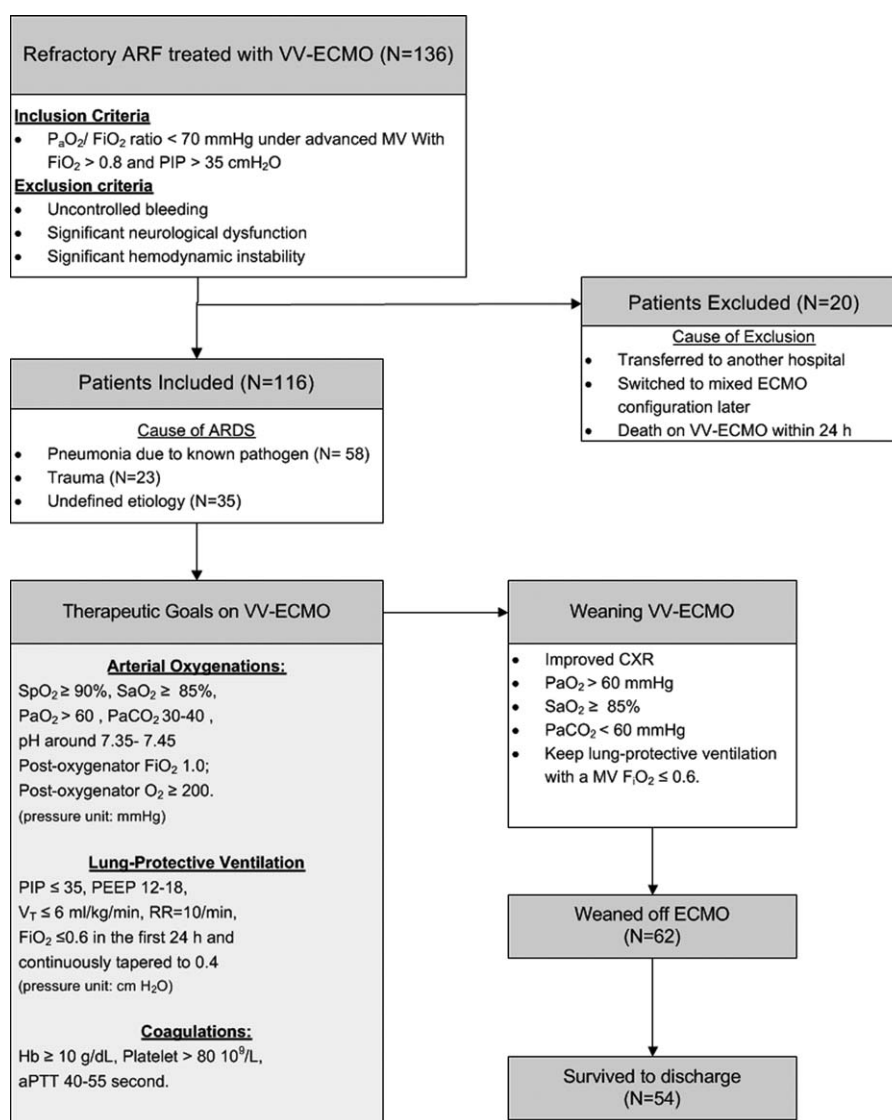 Refractory ARF treated with VV-ECMO (N=136)
Inclusion Criteria
• PₐO₂/ FiO₂ ratio < 70 mmHg under advanced MV With
FiO₂ > 0.8 and PIP > 35 cmH₂O
Exclusion criteria
• Uncontrolled bleeding
• Significant neurological dysfunction
• Significant hemodynamic instability
Patients Excluded (N=20)
Cause of Exclusion
• Transferred to another hospital
• Switched to mixed ECMO
configuration later
• Death on VV-ECMO within 24 h
Patients Included (N=116)
Cause of ARDS
• Pneumonia due to known pathogen (N= 58)
• Trauma (N=23)
• Undefined etiology (N=35)
Therapeutic Goals on VV-ECMO
Arterial Oxygenations:
SpO₂ ≥ 90%, SaO₂ ≥ 85%,
PaO₂ > 60 , PaCO₂ 30-40 ,
pH around 7.35- 7.45
Post-oxygenator FiO₂ 1.0;
Post-oxygenator O₂ ≥ 200.
(pressure unit: mmHg)
Lung-Protective Ventilation
PIP ≤ 35, PEEP 12-18,
V_T ≤ 6 ml/kg/min, RR=10/min,
FiO₂ ≤0.6 in the first 24 h and
continuously tapered to 0.4
(pressure unit: cm H₂O)
Coagulations:
Hb ≥ 10 g/dL, Platelet > 80 10⁹/L,
aPTT 40-55 second.
Weaning VV-ECMO
• Improved CXR
• PaO₂ > 60 mmHg
• SaO₂ ≥ 85%
• PaCO₂ < 60 mmHg
• Keep lung-protective ventilation
with a MV FᵢO₂ ≤ 0.6.
Weaned off ECMO
(N=62)
Survived to discharge
(N=54)